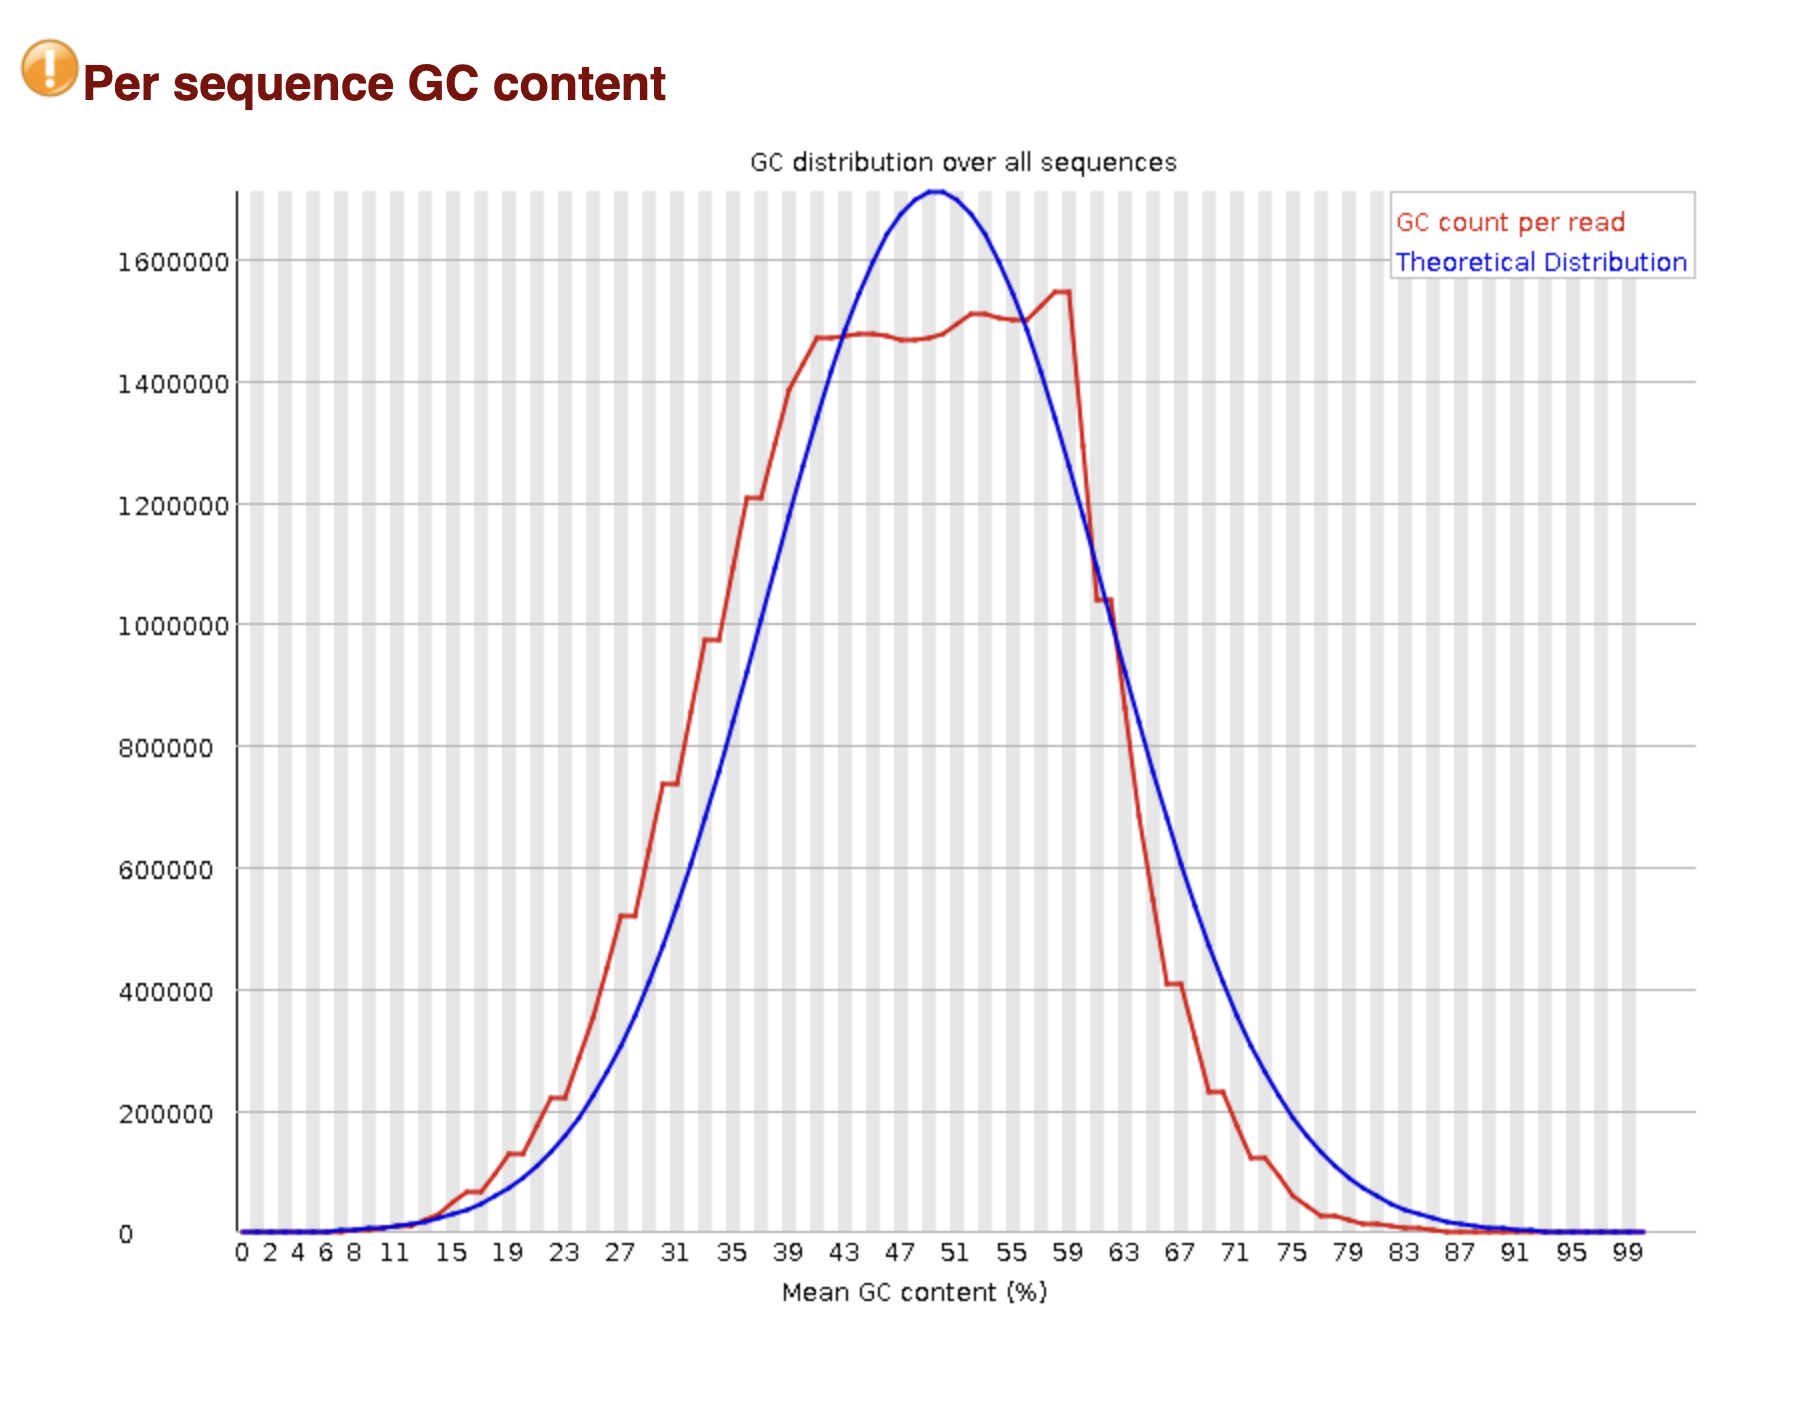 Per sequence GC content
GC distribution over all sequences
GC count per read
Theoretical Distribution
1600000
1400000
1200000
1000000
800000
600000
400000
200000
0
0 2 4 6 8 11 15 19 23 27 31 35 39 43 47 51 55 59 63 67 71 75 79 83 87 91 95 99
Mean GC content (%)